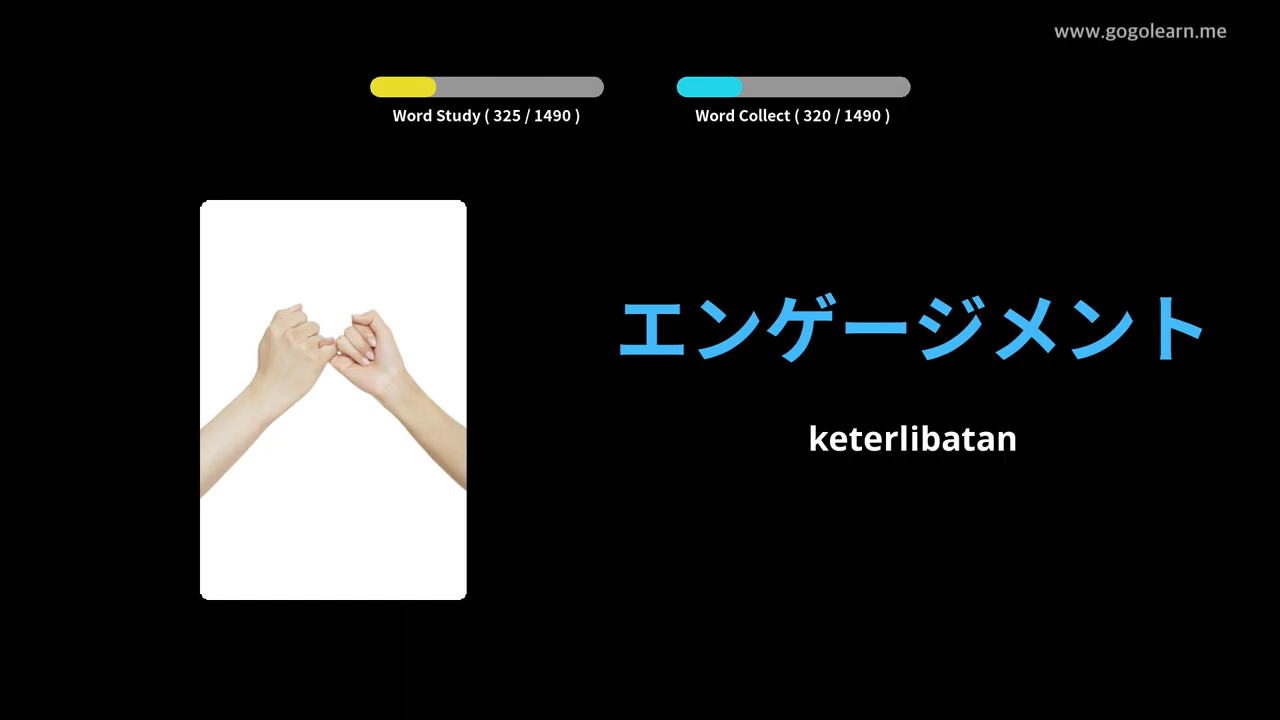 www.gogolearn.me
Word Study ( 325 / 1490 )
Word Collect ( 320 / 1490 )
エンゲージメント
keterlibatan